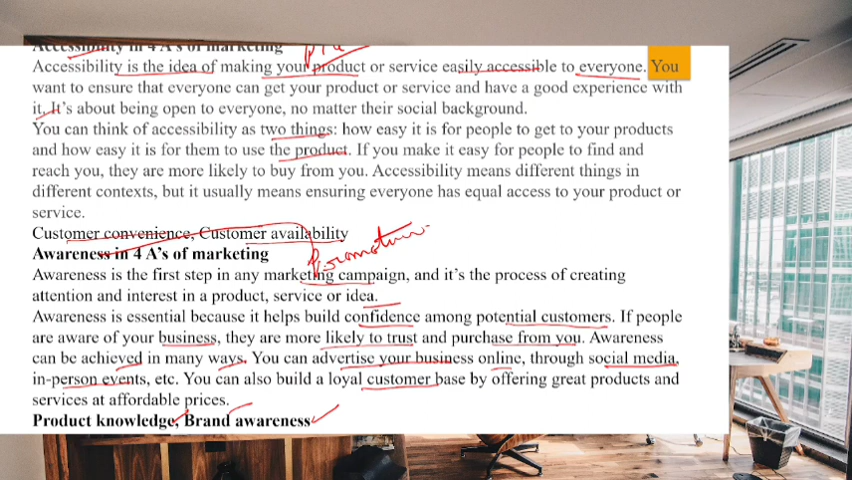 Accessibility in 4 A's of marketing
Accessibility is the idea of making your product or service easily accessible to everyone. You
want to ensure that everyone can get your product or service and have a good experience with
it. It's about being open to everyone, no matter their social background.
You can think of accessibility as two things: how easy it is for people to get to your products
and how easy it is for them to use the product. If you make it easy for people to find and
reach you, they are more likely to buy from you. Accessibility means different things in
different contexts, but it usually means ensuring everyone has equal access to your product or
service.
Customer convenience, Customer availability
Promotion
Awareness in 4 A's of marketing
Awareness is the first step in any marketing campaign, and it's the process of creating
attention and interest in a product, service or idea.
Awareness is essential because it helps build confidence among potential customers. If people
are aware of your business, they are more likely to trust and purchase from you. Awareness
can be achieved in many ways. You can advertise your business online, through social media,
in-person events, etc. You can also build a loyal customer base by offering great products and
services at affordable prices.
Product knowledge, Brand awareness